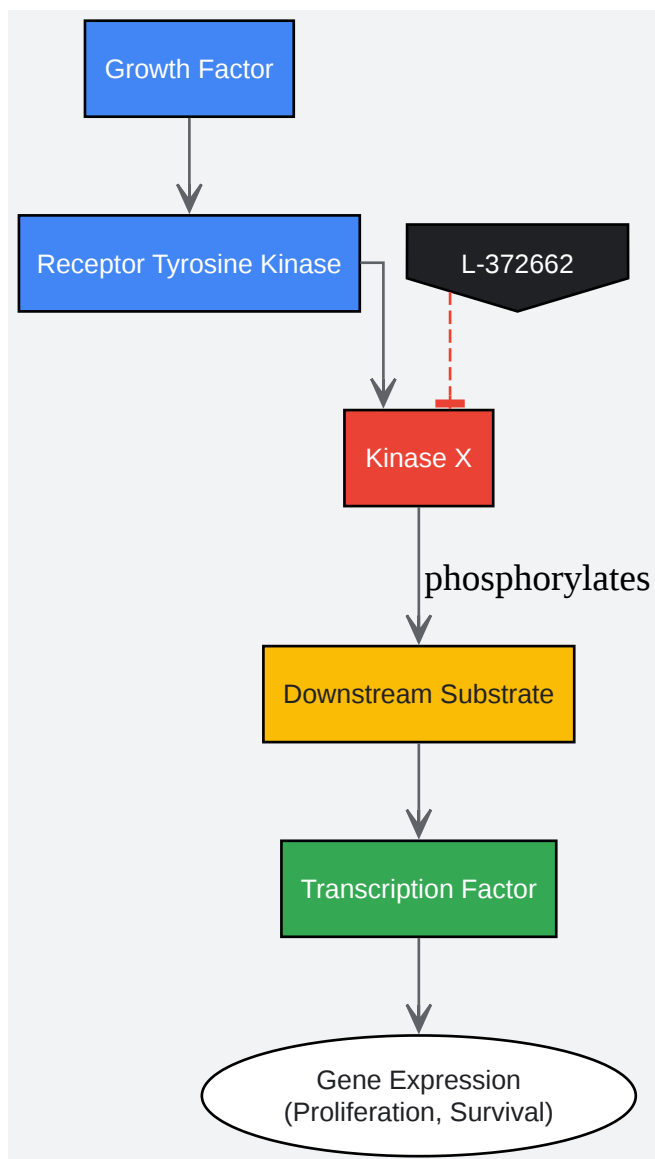 Growth Factor
Receptor Tyrosine Kinase
L-372662
Kinase X
phosphorylates
Downstream Substrate
Transcription Factor
Gene Expression
(Proliferation, Survival)